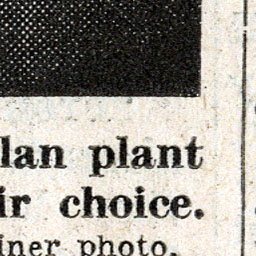 lan plant
ir choice.
iner photo.